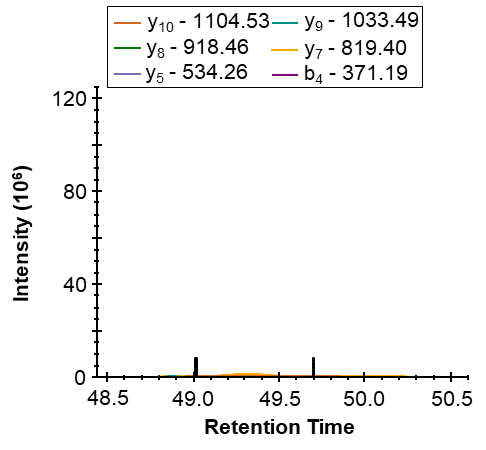 y10 - 1104.53 y9 - 1033.49
y8 - 918.46 y7 - 819.40
y5 - 534.26 b4 - 371.19
Intensity (10⁶)
120
80
40
0
48.5 49.0 49.5 50.0 50.5
Retention Time